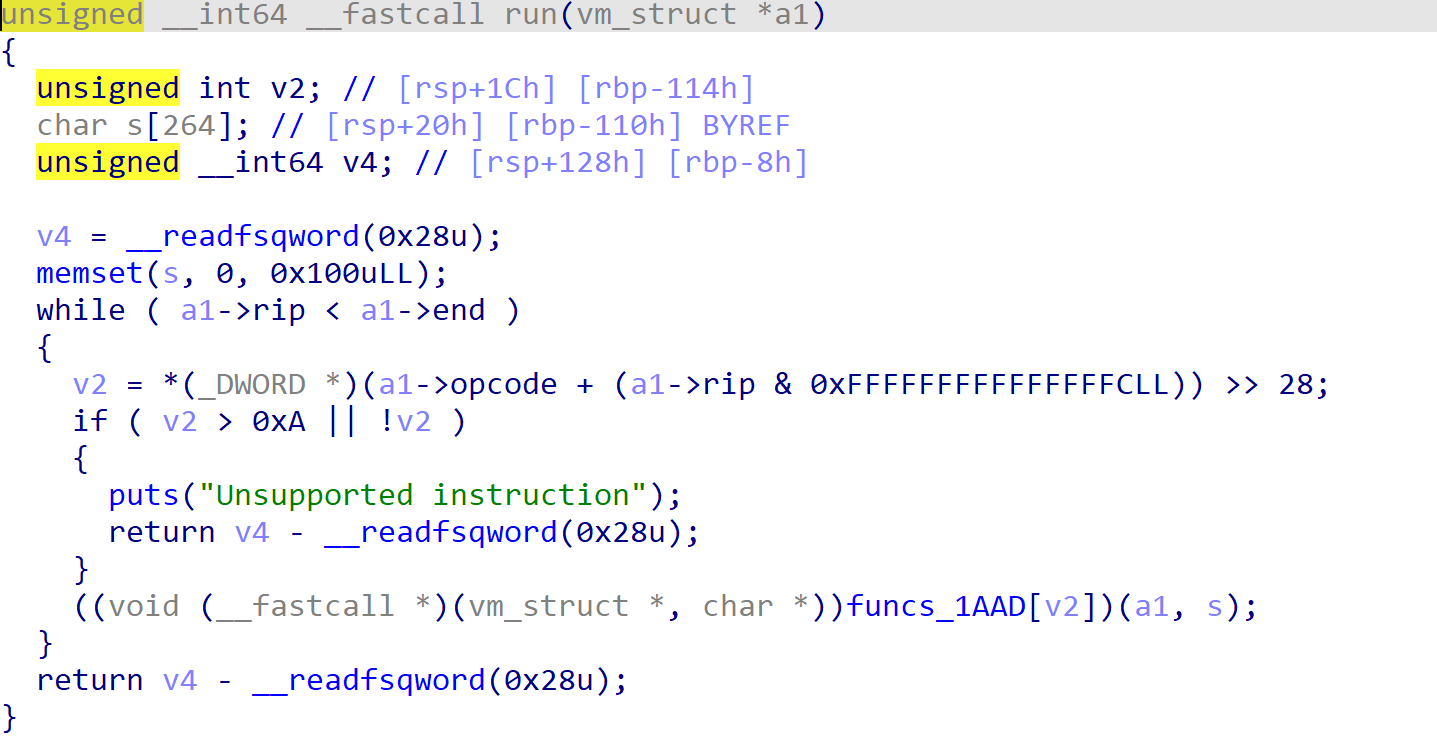 unsigned __int64 __fastcall run(vm_struct *a1)
{
  unsigned int v2; // [rsp+1Ch] [rbp-114h]
  char s[264]; // [rsp+20h] [rbp-110h] BYREF
  unsigned __int64 v4; // [rsp+128h] [rbp-8h]

  v4 = __readfsqword(0x28u);
  memset(s, 0, 0x100uLL);
  while ( a1->rip < a1->end )
  {
    v2 = *(_DWORD *)(a1->opcode + (a1->rip & 0xFFFFFFFFFFFFFFFCLL)) >> 28;
    if ( v2 > 0xA || !v2 )
    {
      puts("Unsupported instruction");
      return v4 - __readfsqword(0x28u);
    }
    ((void (__fastcall *)(vm_struct *, char *))funcs_1AAD[v2])(a1, s);
  }
  return v4 - __readfsqword(0x28u);
}